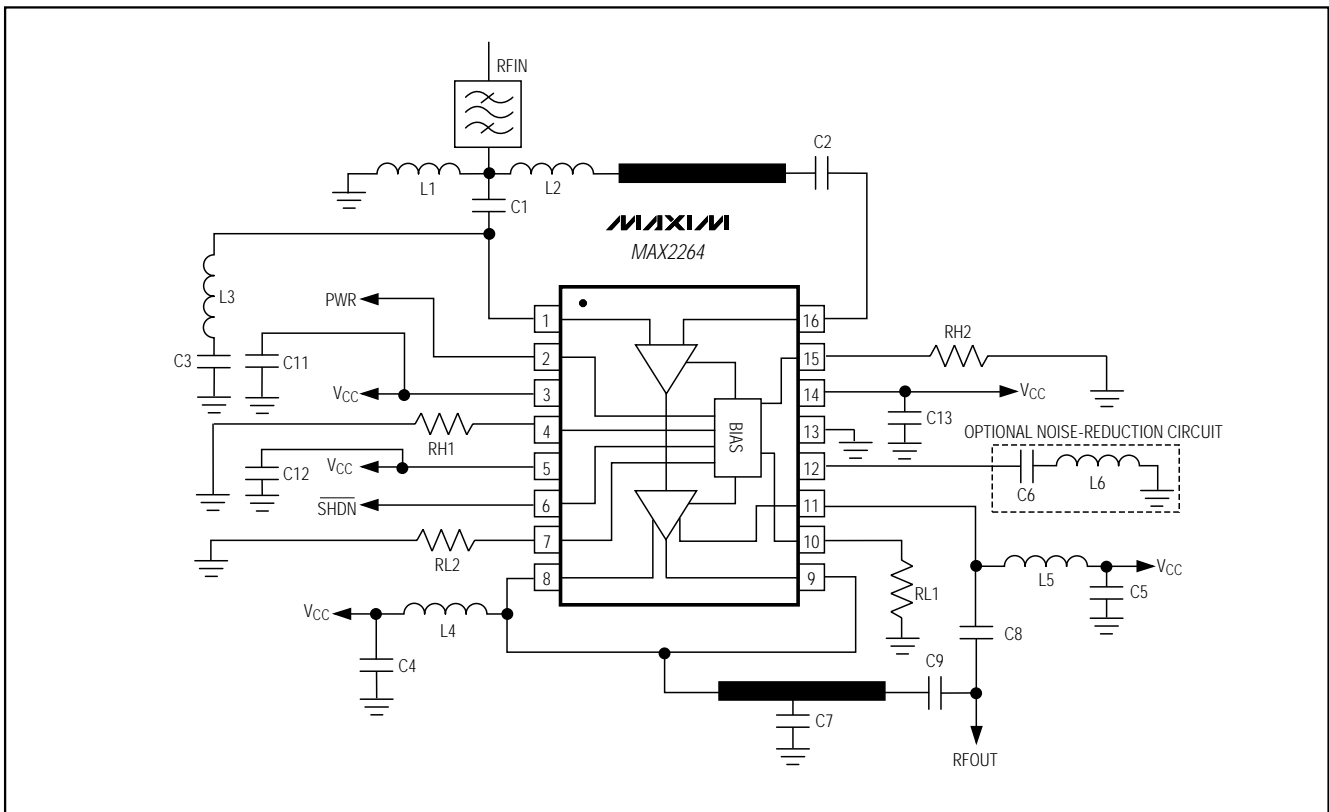 RFIN
C2
L1
L2
C1
MAXIM
MAX2264
L3
PWR
1
16
RH2
C3
C11
2
15
VCC
3
14
VCC
C13
RH1
4
13
BIAS
OPTIONAL NOISE-REDUCTION CIRCUIT
C12
VCC
5
12
C6
L6
SHDN
6
11
RL2
7
10
L5
VCC
8
9
RL1
C5
VCC
L4
C8
C4
C9
C7
RFOUT